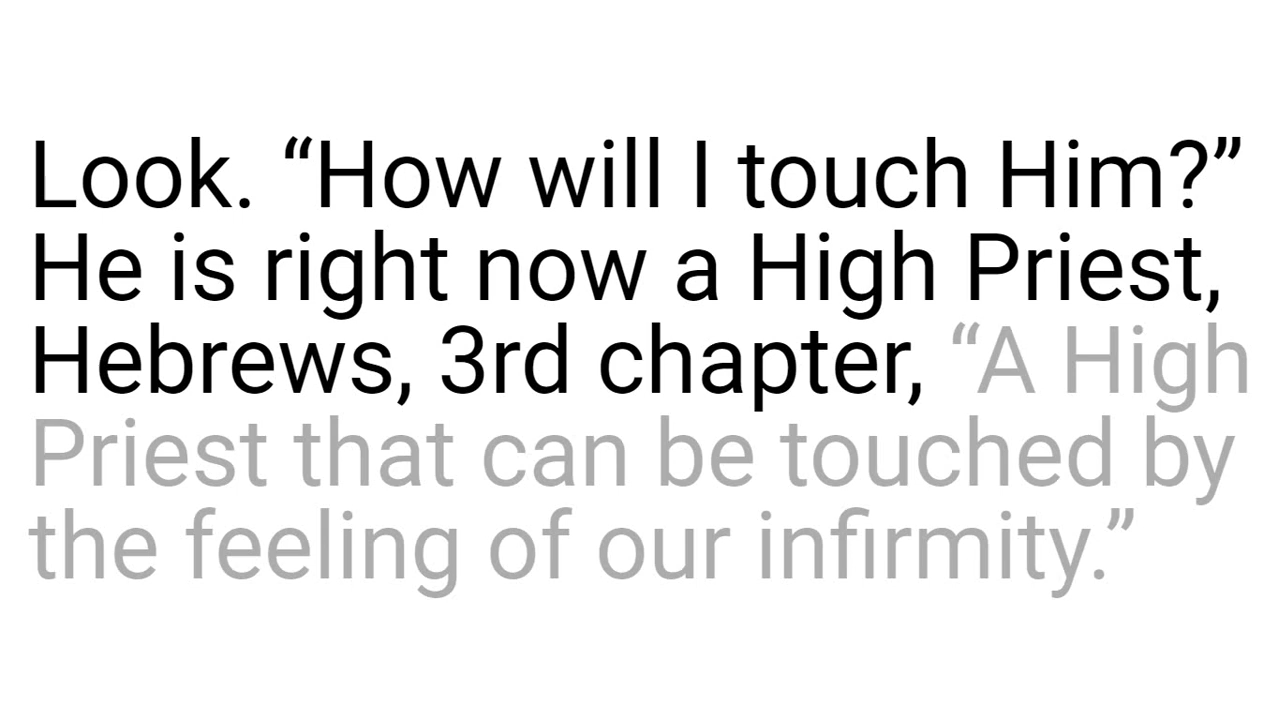 Look. “How will I touch Him?”
He is right now a High Priest,
Hebrews, 3rd chapter, “A High
Priest that can be touched by
the feeling of our infirmity.”